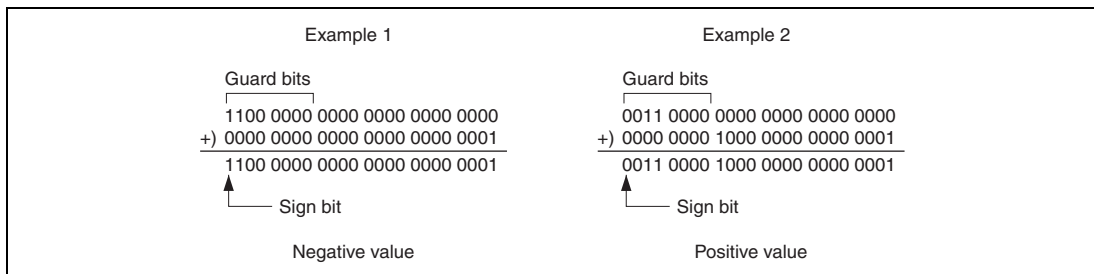 Example 1
Guard bits
1100 0000 0000 0000 0000 0000
+) 0000 0000 0000 0000 0000 0001
1100 0000 0000 0000 0000 0001
Sign bit
Negative value
Example 2
Guard bits
0011 0000 0000 0000 0000 0000
+) 0000 0000 1000 0000 0000 0001
0011 0000 1000 0000 0000 0001
Sign bit
Positive value